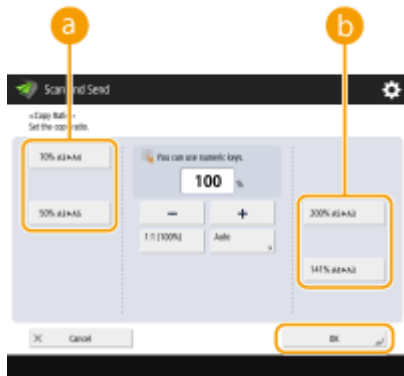 a
b
Scan and Send
<Copy Ratio>
Set the copy ratio.
70% A3▸A4
You can use numeric keys.
100 %
50% A3▸A5
−
+
200% A5▸A3
1:1 (100%)
Auto
141% A4▸A3
Cancel
OK